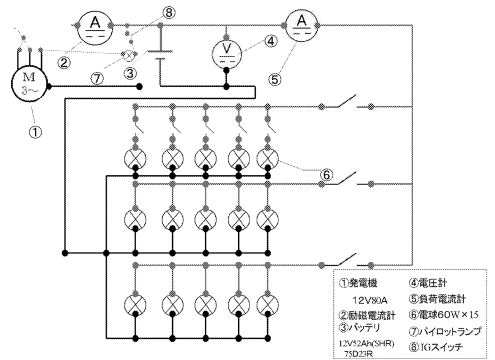 A
⑧
②
V
④
A
⑤
⑦
③
M
3～
①
⑥
①発電機
12V80A
②励磁電流計
③バッテリ
12V52Ah(5HR)
75D23R
④電圧計
⑤負荷電流計
⑥電球60W×15
⑦パイロットランプ
⑧IGスイッチ